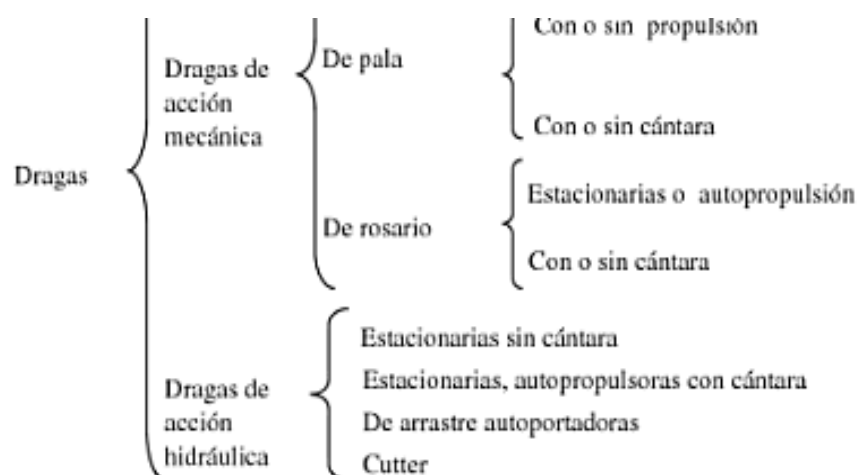 Con o sin propulsión
De pala
Dragas de
acción
mecánica
Con o sin cántara
Dragas
Estacionarias o autopropulsión
De rosario
Con o sin cántara
Estacionarias sin cántara
Estacionarias, autopropulsoras con cántara
Dragas de
acción
hidráulica
De arrastre autoportadoras
Cutter